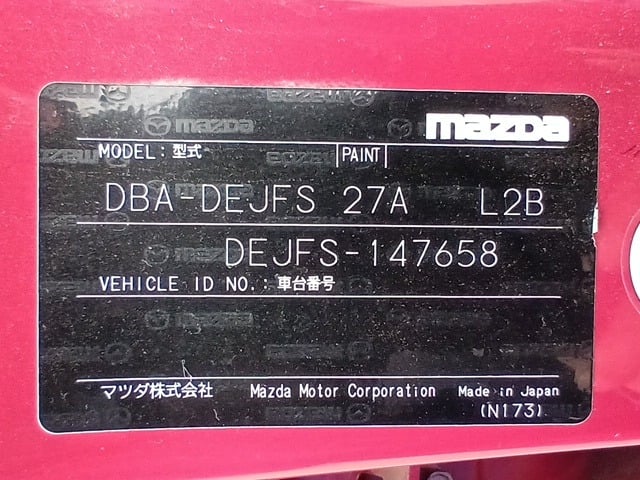 mazda
MODEL : 型式 PAINT
DBA-DEJFS 27A L2B
DEJFS-147658
VEHICLE ID NO.: 車台番号
マツダ株式会社 Mazda Motor Corporation Made in Japan
(N173)